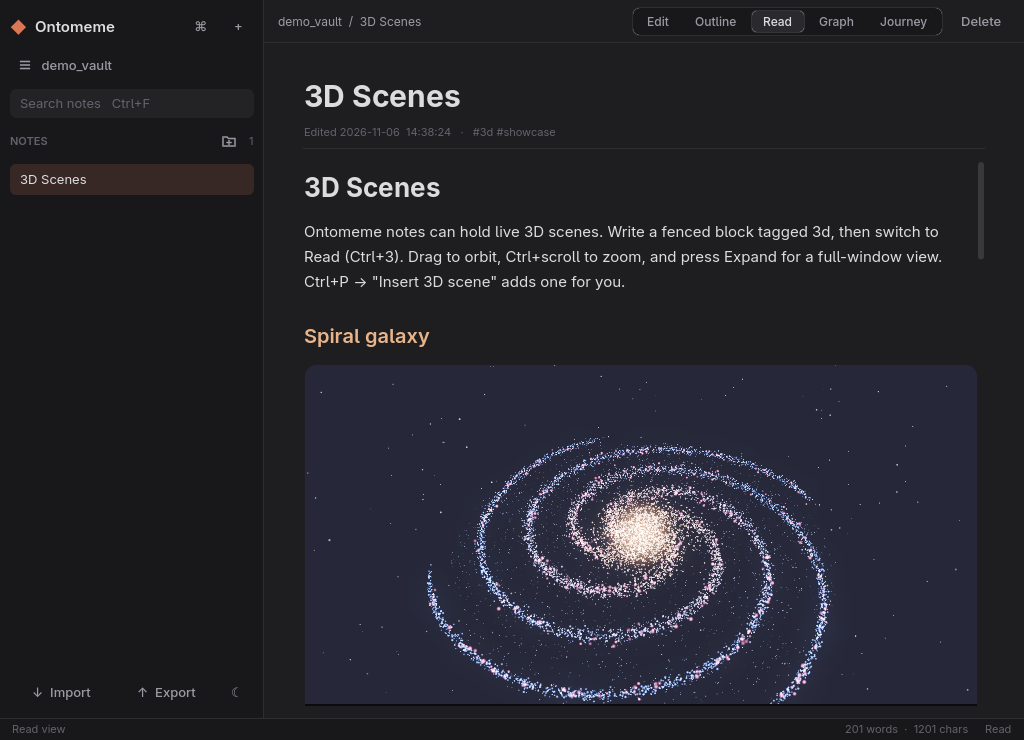 Ontomeme ⌘ +
demo_vault
Search notes Ctrl+F
NOTES 1
3D Scenes
Import Export
Read view
demo_vault / 3D Scenes
Edit Outline Read Graph Journey Delete
3D Scenes
Edited 2026-11-06 14:38:24 · #3d #showcase
3D Scenes
Ontomeme notes can hold live 3D scenes. Write a fenced block tagged 3d, then switch to
Read (Ctrl+3). Drag to orbit, Ctrl+scroll to zoom, and press Expand for a full-window view.
Ctrl+P → "Insert 3D scene" adds one for you.
Spiral galaxy
201 words · 1201 chars Read